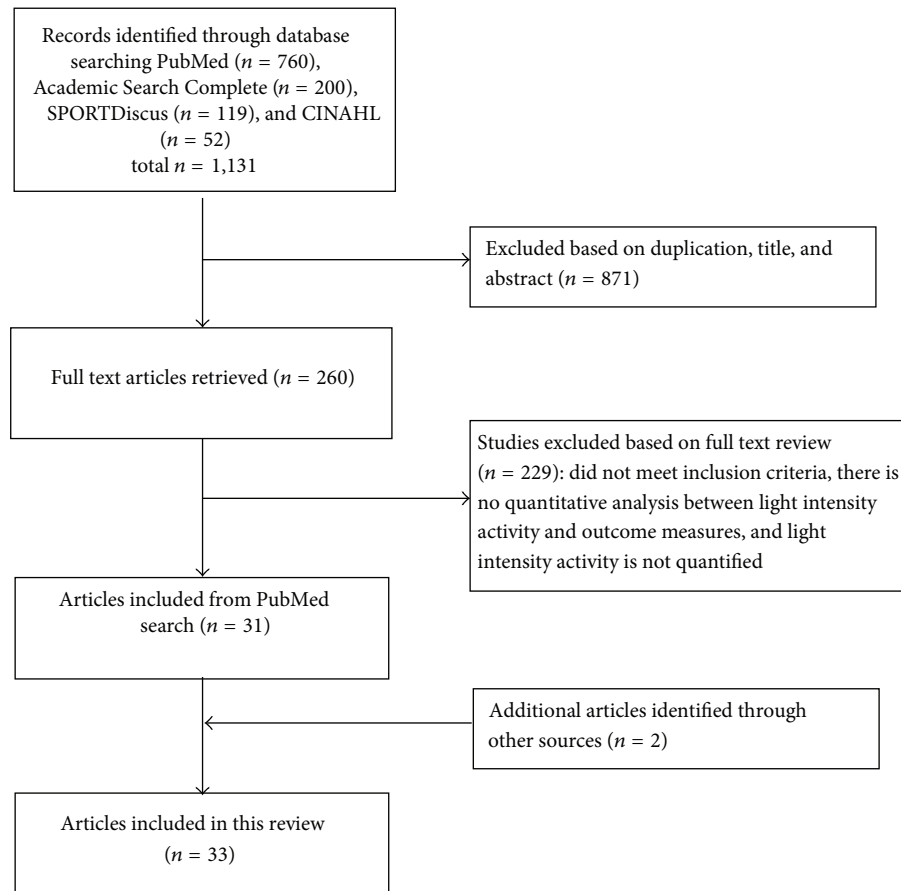 Records identified through database
searching PubMed (n = 760),
Academic Search Complete (n = 200),
SPORTDiscus (n = 119), and CINAHL
(n = 52)
total n = 1,131
Excluded based on duplication, title, and
abstract (n = 871)
Full text articles retrieved (n = 260)
Studies excluded based on full text review
(n = 229): did not meet inclusion criteria, there is
no quantitative analysis between light intensity
activity and outcome measures, and light
intensity activity is not quantified
Articles included from PubMed
search (n = 31)
Additional articles identified through
other sources (n = 2)
Articles included in this review
(n = 33)